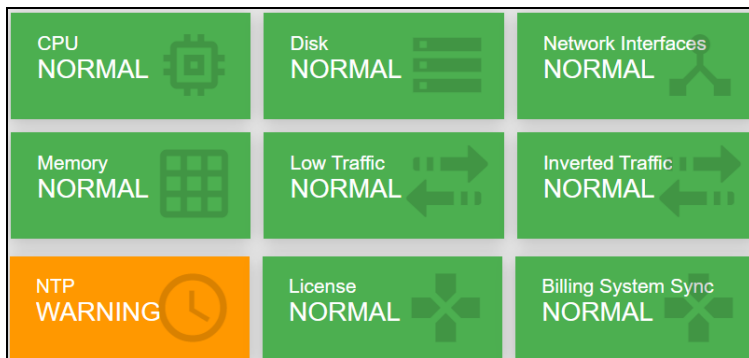 CPU
NORMAL
Disk
NORMAL
Network Interfaces
NORMAL
Memory
NORMAL
Low Traffic
NORMAL
Inverted Traffic
NORMAL
NTP
WARNING
License
NORMAL
Billing System Sync
NORMAL